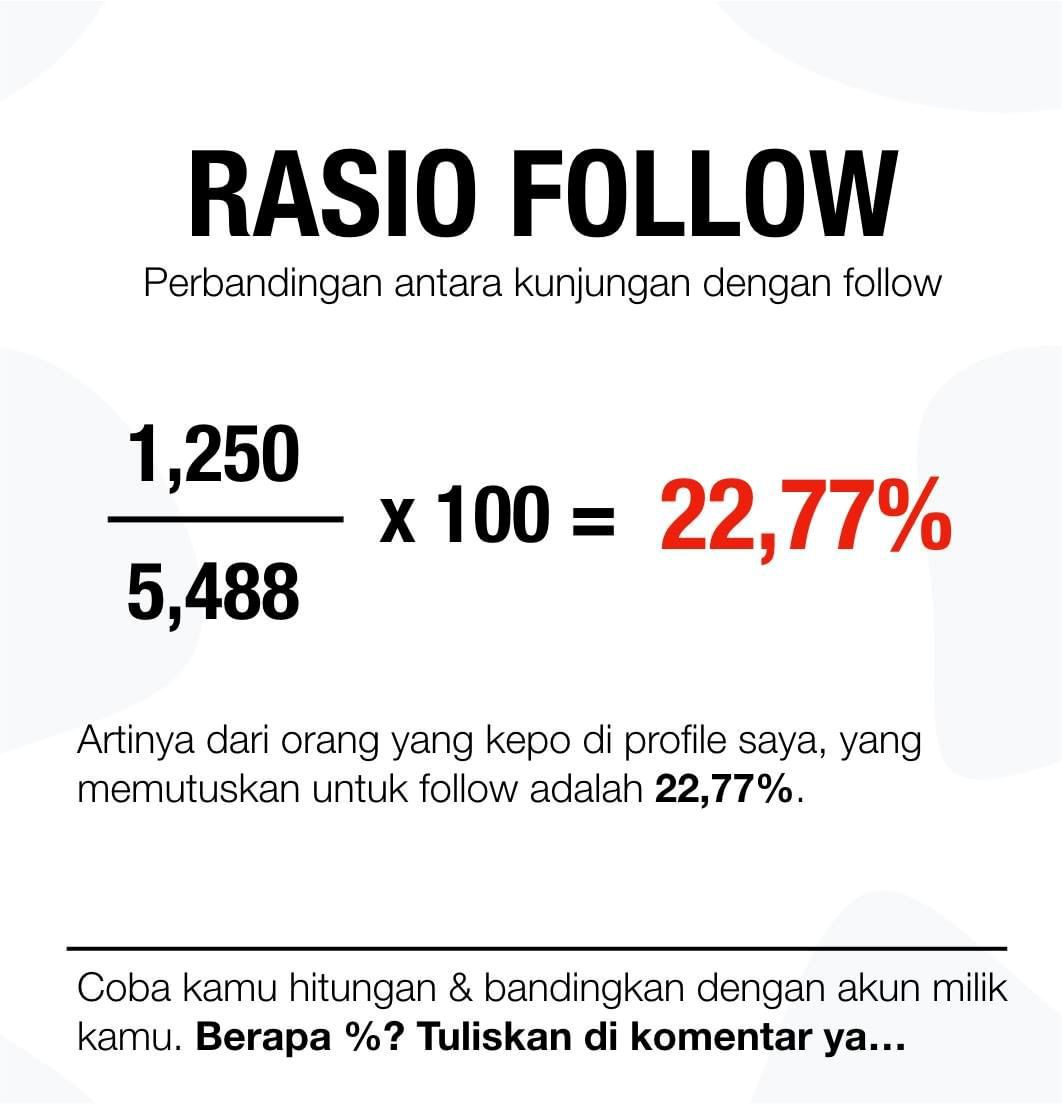 RASIO FOLLOW
Perbandingan antara kunjungan dengan follow
1,250
5,488
x 100 = 22,77%
Artinya dari orang yang kepo di profile saya, yang
memutuskan untuk follow adalah 22,77%.
Coba kamu hitungan & bandingkan dengan akun milik
kamu. Berapa %? Tuliskan di komentar ya...